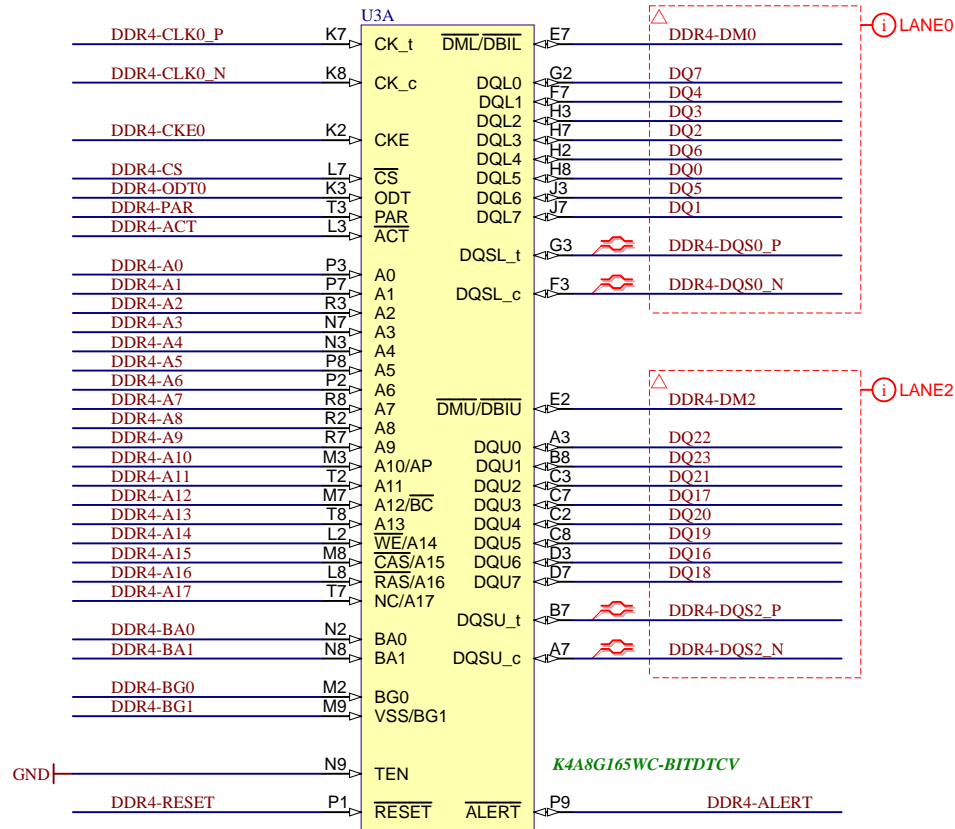 U3A
DDR4-CLK0_P K7 CK_t DML/DBIL E7 DDR4-DM0 LANE0
DDR4-CLK0_N K8 CK_c DQL0 G2 DQ7
DQL1 F7 DQ4
DQL2 H3 DQ3
DDR4-CKE0 K2 CKE DQL3 H7 DQ2
DQL4 H2 DQ6
DDR4-CS L7 CS DQL5 H8 DQ0
DDR4-ODT0 K3 ODT DQL6 J3 DQ5
DDR4-PAR T3 PAR DQL7 J7 DQ1
DDR4-ACT L3 ACT
DQSL_t G3 DDR4-DQS0_P
DDR4-A0 P3 A0
DDR4-A1 P7 A1 DQSL_c F3 DDR4-DQS0_N
DDR4-A2 R3 A2
DDR4-A3 N7 A3
DDR4-A4 N3 A4
DDR4-A5 P8 A5
DDR4-A6 P2 A6
DDR4-A7 R8 A7 DMU/DBIU E2 DDR4-DM2 LANE2
DDR4-A8 R2 A8
DDR4-A9 R7 A9 DQU0 A3 DQ22
DDR4-A10 M3 A10/AP DQU1 B8 DQ23
DDR4-A11 T2 A11 DQU2 C3 DQ21
DDR4-A12 M7 A12/BC DQU3 C7 DQ17
DDR4-A13 T8 A13 DQU4 C2 DQ20
DDR4-A14 L2 WE/A14 DQU5 C8 DQ19
DDR4-A15 M8 CAS/A15 DQU6 D3 DQ16
DDR4-A16 L8 RAS/A16 DQU7 D7 DQ18
DDR4-A17 T7 NC/A17
DQSU_t B7 DDR4-DQS2_P
DDR4-BA0 N2 BA0
DDR4-BA1 N8 BA1 DQSU_c A7 DDR4-DQS2_N
DDR4-BG0 M2 BG0
DDR4-BG1 M9 VSS/BG1
GND N9 TEN K4A8G165WC-BITDTCV
DDR4-RESET P1 RESET ALERT P9 DDR4-ALERT